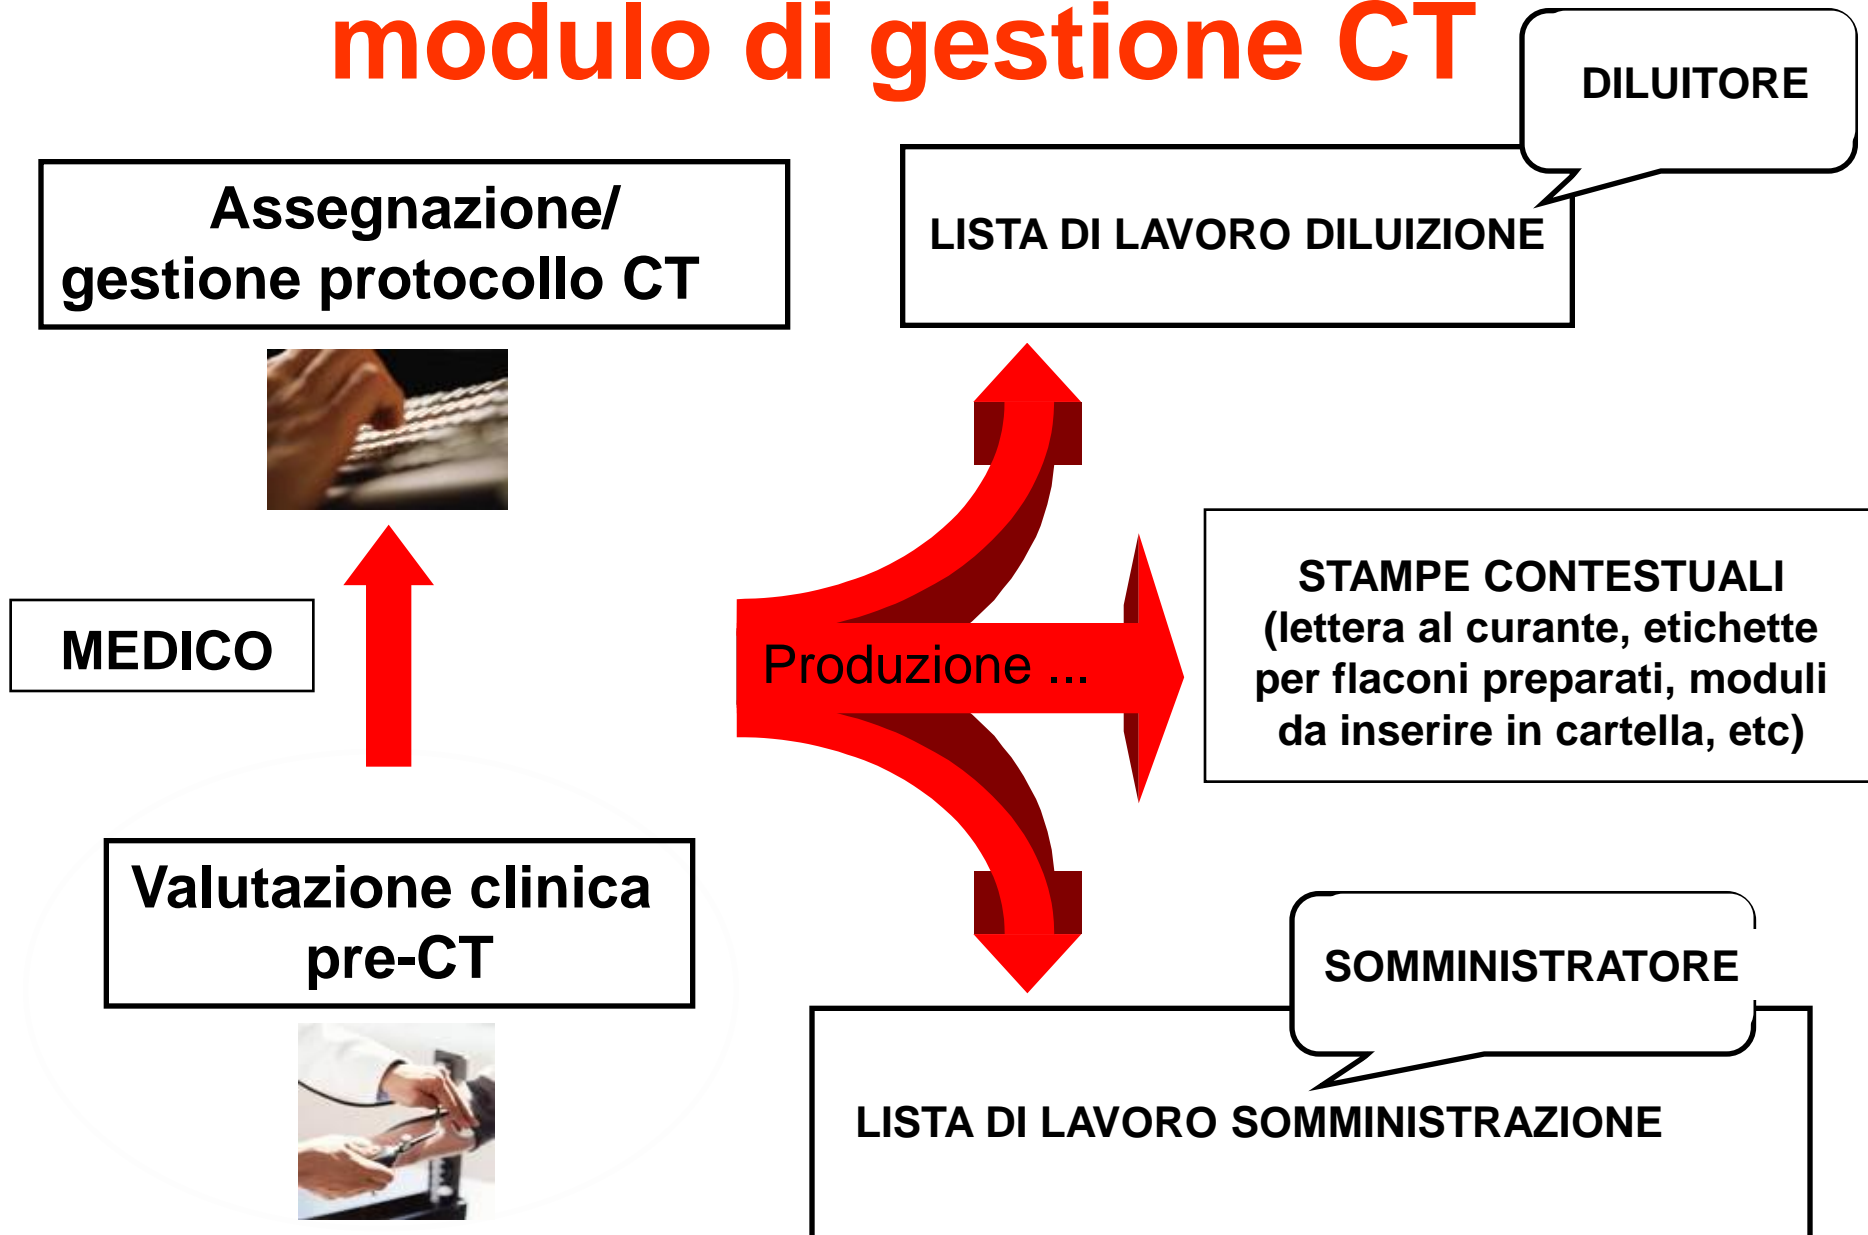 modulo di gestione CT
DILUITORE
Assegnazione/
gestione protocollo CT
LISTA DI LAVORO DILUIZIONE
MEDICO
Produzione ...
STAMPE CONTESTUALI
(lettera al curante, etichette
per flaconi preparati, moduli
da inserire in cartella, etc)
Valutazione clinica
pre-CT
SOMMINISTRATORE
LISTA DI LAVORO SOMMINISTRAZIONE